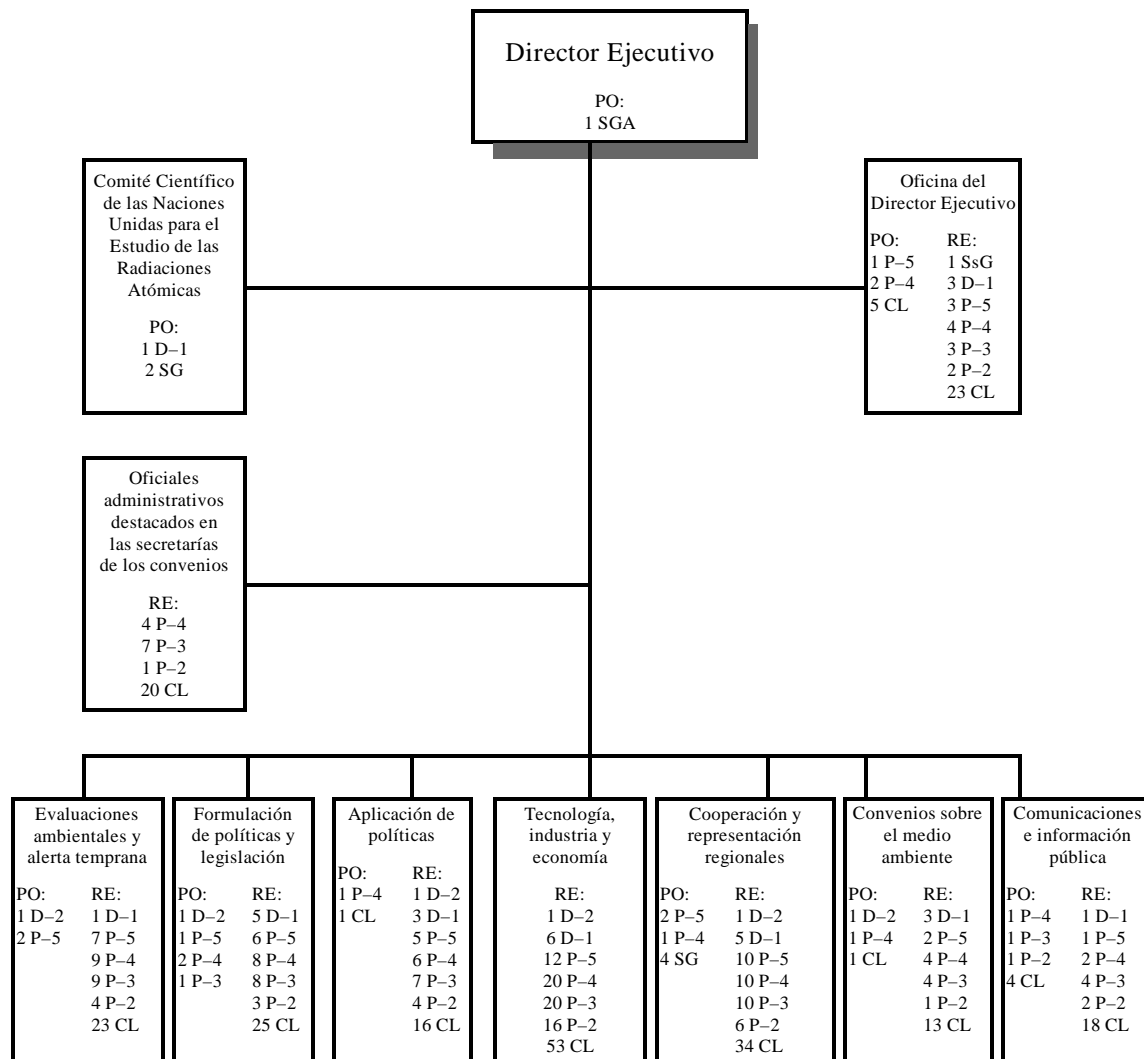 Director Ejecutivo
PO:
1 SGA
Comité Científico
de las Naciones
Unidas para el
Estudio de las
Radiaciones
Atómicas
PO:
1 D–1
2 SG
Oficina del
Director Ejecutivo
PO:
1 P–5
2 P–4
5 CL
RE:
1 SsG
3 D–1
3 P–5
4 P–4
3 P–3
2 P–2
23 CL
Oficiales
administrativos
destacados en
las secretarías
de los convenios
RE:
4 P–4
7 P–3
1 P–2
20 CL
Evaluaciones
ambientales y
alerta temprana
PO:
1 D–2
2 P–5
RE:
1 D–1
7 P–5
9 P–4
9 P–3
4 P–2
23 CL
Formulación
de políticas y
legislación
PO:
1 D–2
1 P–5
2 P–4
1 P–3
RE:
5 D–1
6 P–5
8 P–4
8 P–3
3 P–2
25 CL
Aplicación de
políticas
PO:
1 P–4
1 CL
RE:
1 D–2
3 D–1
5 P–5
6 P–4
7 P–3
4 P–2
16 CL
Tecnología,
industria y
economía
RE:
1 D–2
6 D–1
12 P–5
20 P–4
20 P–3
16 P–2
53 CL
Cooperación y
representación
regionales
PO:
2 P–5
1 P–4
4 SG
RE:
1 D–2
5 D–1
10 P–5
10 P–4
10 P–3
6 P–2
34 CL
Convenios sobre
el medio
ambiente
PO:
1 D–2
1 P–4
1 CL
RE:
3 D–1
2 P–5
4 P–4
4 P–3
1 P–2
13 CL
Comunicaciones
e información
pública
PO:
1 P–4
1 P–3
1 P–2
4 CL
RE:
1 D–1
1 P–5
2 P–4
4 P–3
2 P–2
18 CL